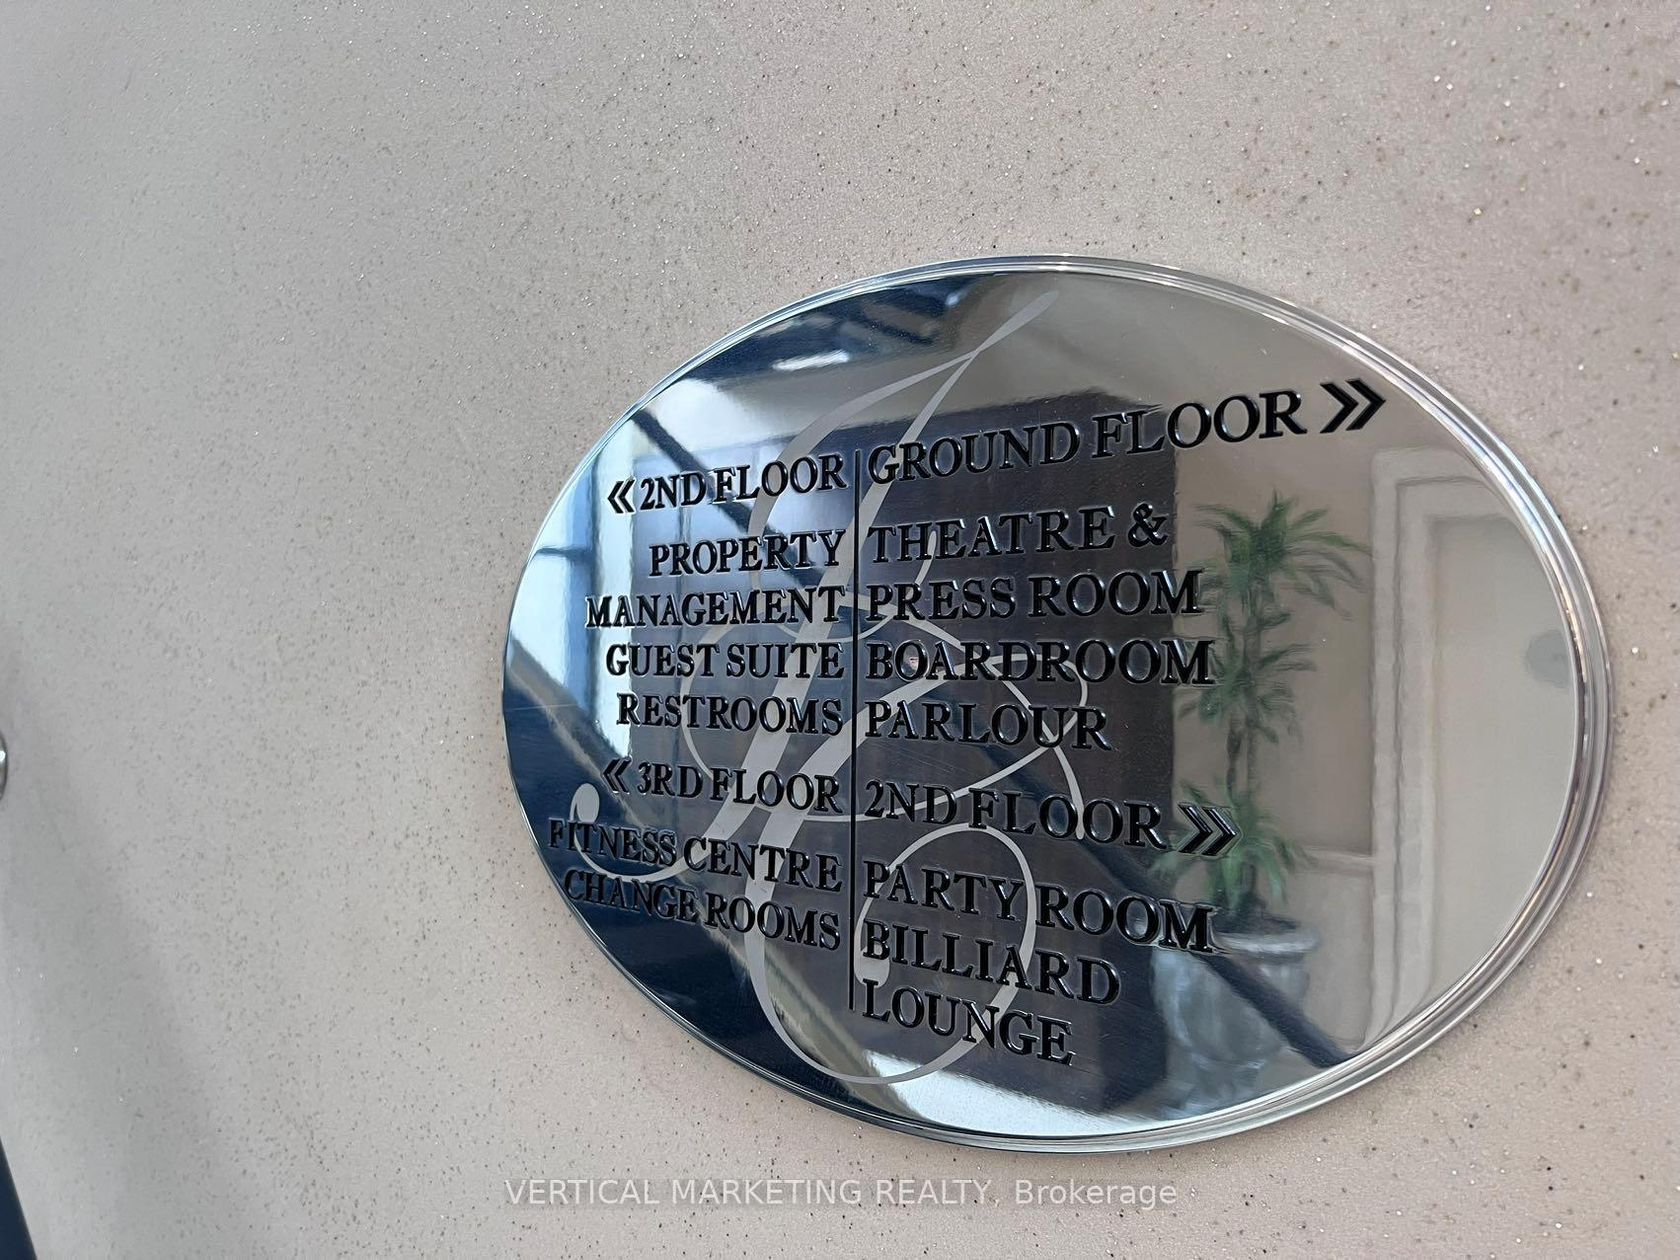 « 2ND FLOOR
PROPERTY
MANAGEMENT
GUEST SUITE
RESTROOMS
« 3RD FLOOR
FITNESS CENTRE
CHANGE ROOMS
GROUND FLOOR »
THEATRE &
PRESS ROOM
BOARDROOM
PARLOUR
2ND FLOOR »
PARTY ROOM
BILLIARD
LOUNGE
VERTICAL MARKETING REALTY, Brokerage